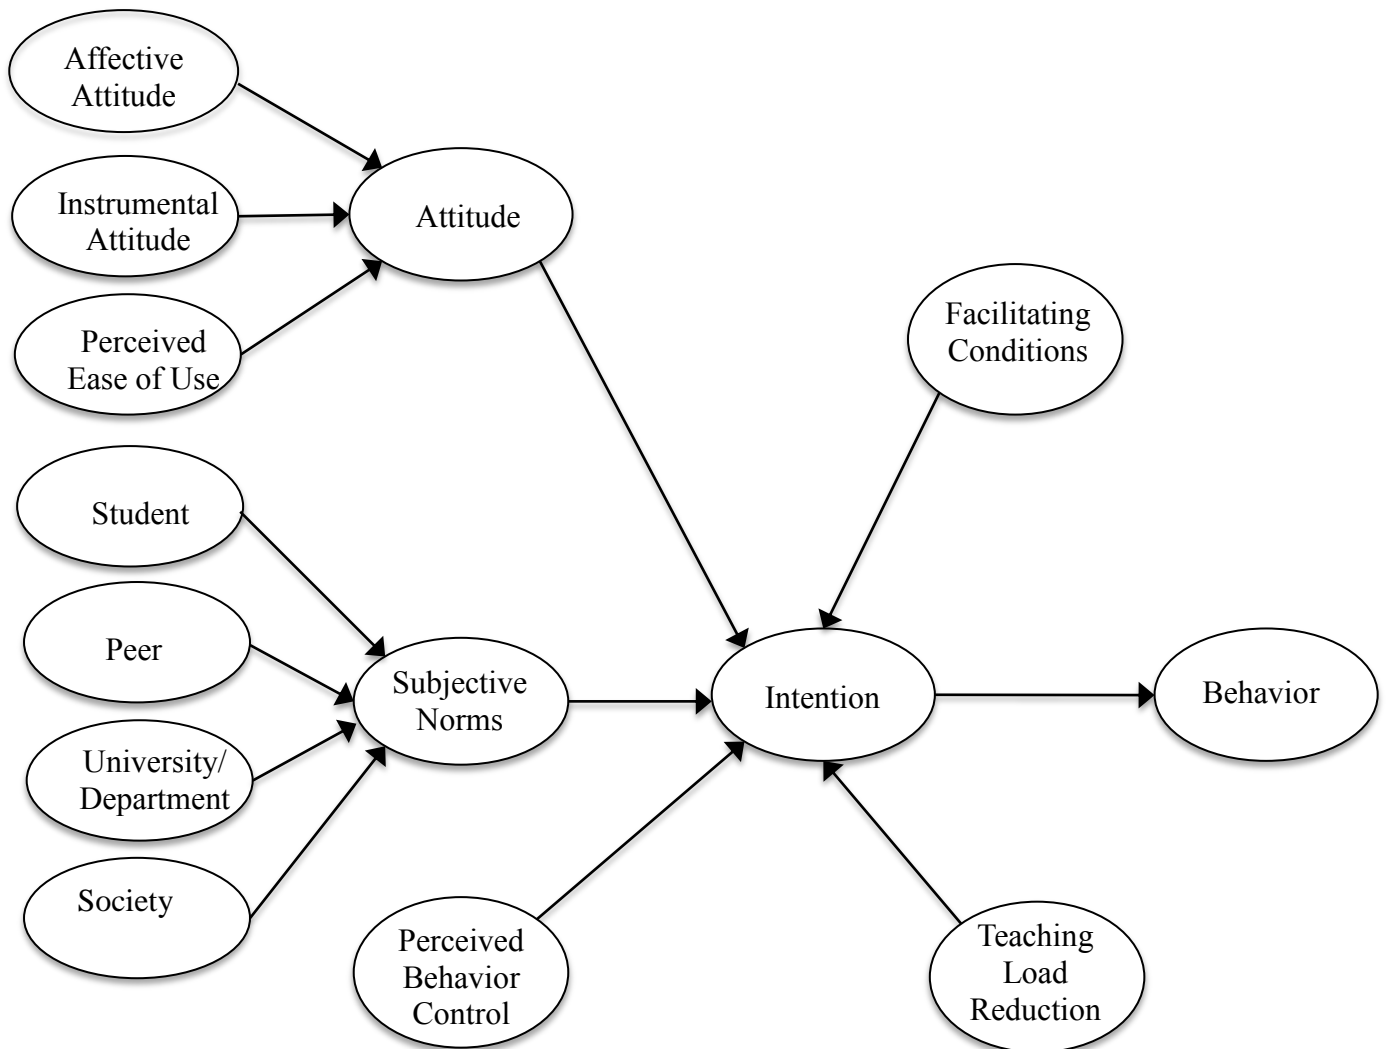 Affective
Attitude
Instrumental
Attitude
Perceived
Ease of Use
Attitude
Facilitating
Conditions
Student
Peer
University/
Department
Society
Subjective
Norms
Intention
Behavior
Perceived
Behavior
Control
Teaching
Load
Reduction